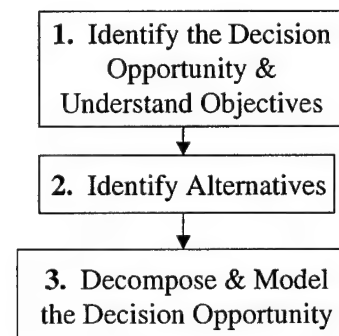 1. Identify the Decision
Opportunity &
Understand Objectives
2. Identify Alternatives
3. Decompose & Model
the Decision Opportunity